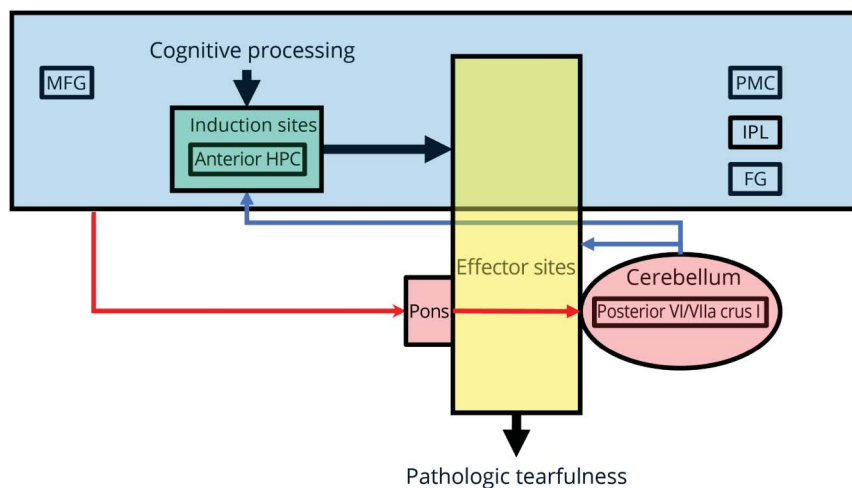 Cognitive processing
MFG
PMC
Induction sites
IPL
Anterior HPC
FG
Effector sites
Cerebellum
Pons
Posterior VI/VIIa crus I
Pathologic tearfulness